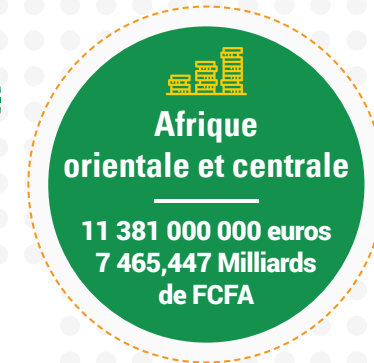 Afrique
orientale et centrale
11 381 000 000 euros
7 465,447 Milliards
de FCFA